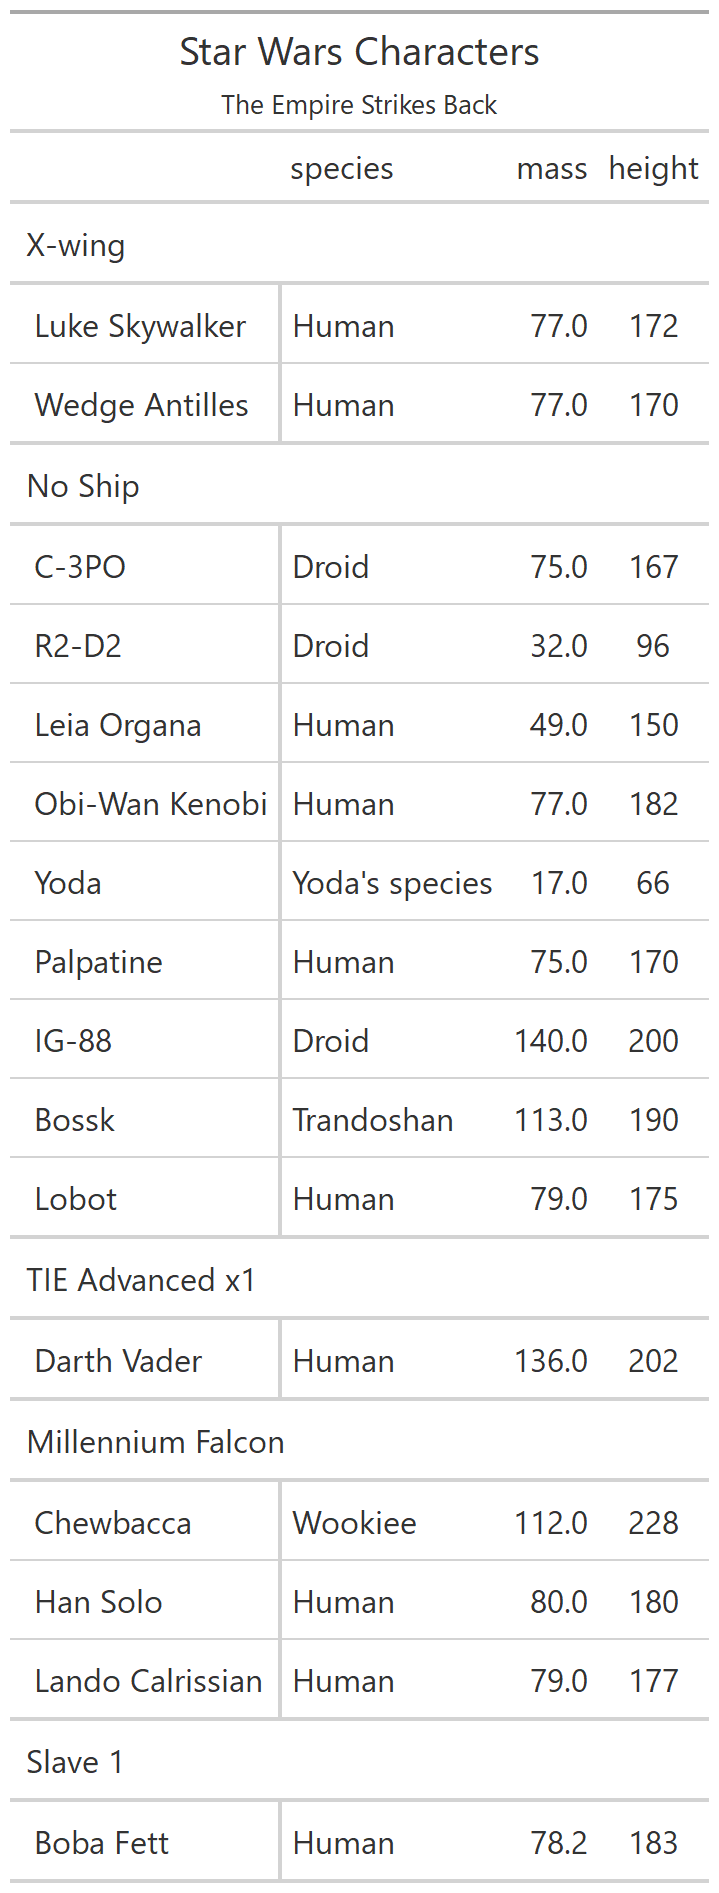 Star Wars Characters
The Empire Strikes Back
species mass height
X-wing
Luke Skywalker Human 77.0 172
Wedge Antilles Human 77.0 170
No Ship
C-3PO Droid 75.0 167
R2-D2 Droid 32.0 96
Leia Organa Human 49.0 150
Obi-Wan Kenobi Human 77.0 182
Yoda Yoda's species 17.0 66
Palpatine Human 75.0 170
IG-88 Droid 140.0 200
Bossk Trandoshan 113.0 190
Lobot Human 79.0 175
TIE Advanced x1
Darth Vader Human 136.0 202
Millennium Falcon
Chewbacca Wookiee 112.0 228
Han Solo Human 80.0 180
Lando Calrissian Human 79.0 177
Slave 1
Boba Fett Human 78.2 183